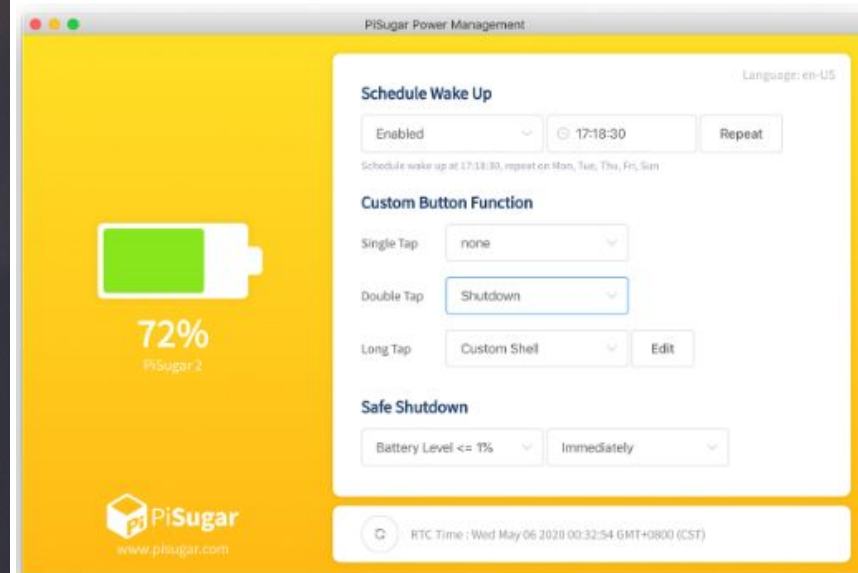 PiSugar Power Management
Language: en-US
Schedule Wake Up
Enabled 17:18:30 Repeat
Schedule wake up at 17:18:30, repeat on Mon, Tue, Thu, Fri, Sun
Custom Button Function
Single Tap none
Double Tap Shutdown
Long Tap Custom Shell Edit
Safe Shutdown
Battery Level <= 1% Immediately
RTC Time : Wed May 06 2020 00:32:54 GMT+0800 (CST)
72%
PiSugar 2
Pi PiSugar
www.pisugar.com